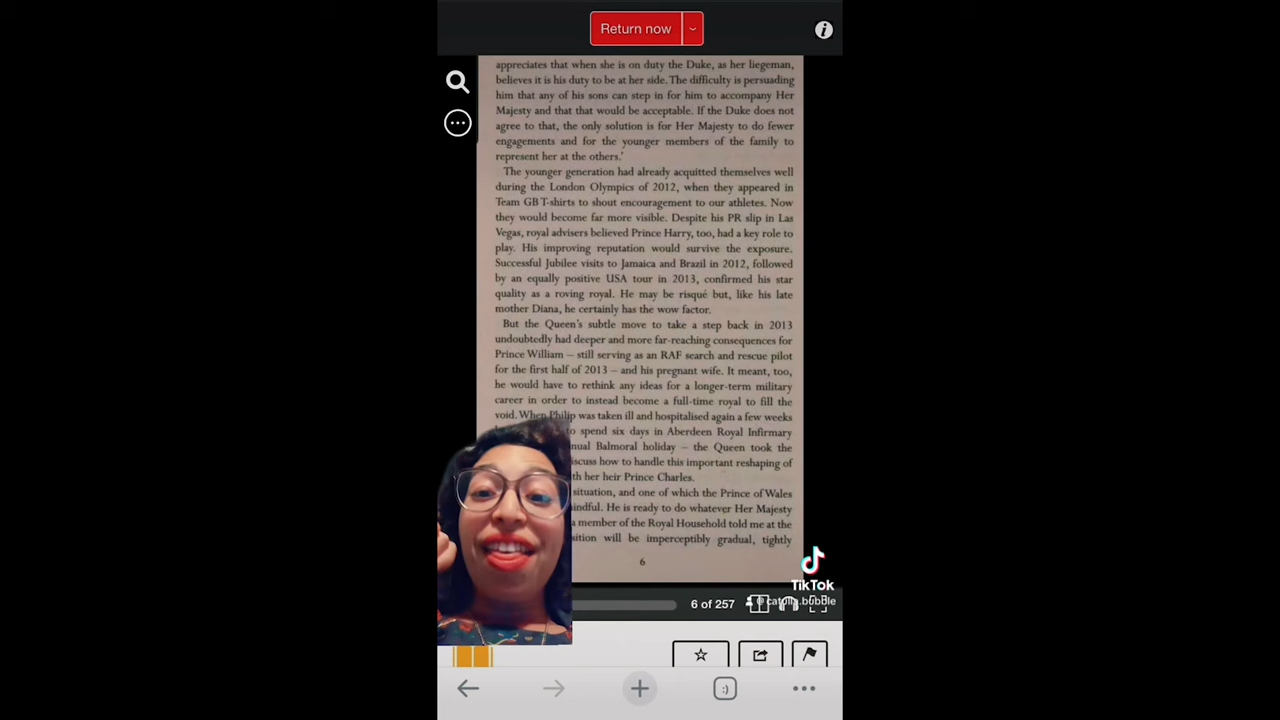 Return now
appreciates that when she is on duty the Duke, as her liegeman,
believes it is his duty to be at her side. The difficulty is persuading
him that any of his sons can step in for him to accompany Her
Majesty and that that would be acceptable. If the Duke does not
agree to that, the only solution is for Her Majesty to do fewer
engagements and for the younger members of the family to
represent her at the others.'
The younger generation had already acquitted themselves well
during the London Olympics of 2012, when they appeared in
Team GB T-shirts to shout encouragement to our athletes. Now
they would become far more visible. Despite his PR slip in Las
Vegas, royal advisers believed Prince Harry, too, had a key role to
play. His improving reputation would survive the exposure.
Successful Jubilee visits to Jamaica and Brazil in 2012, followed
by an equally positive USA tour in 2013, confirmed his star
quality as a roving royal. He may be risqué but, like his late
mother Diana, he certainly has the wow factor.
But the Queen's subtle move to take a step back in 2013
undoubtedly had deeper and more far-reaching consequences for
Prince William – still serving as an RAF search and rescue pilot
for the first half of 2013 – and his pregnant wife. It meant, too,
he would have to rethink any ideas for a longer-term military
career in order to instead become a full-time royal to fill the
void. When Philip was taken ill and hospitalised again a few weeks
to spend six days in Aberdeen Royal Infirmary
Balmoral holiday – the Queen took the
how to handle this important reshaping of
her heir Prince Charles.
situation, and one of which the Prince of Wales
He is ready to do whatever Her Majesty
a member of the Royal Household told me at the
will be imperceptibly gradual, tightly
6
TikTok
6 of 257